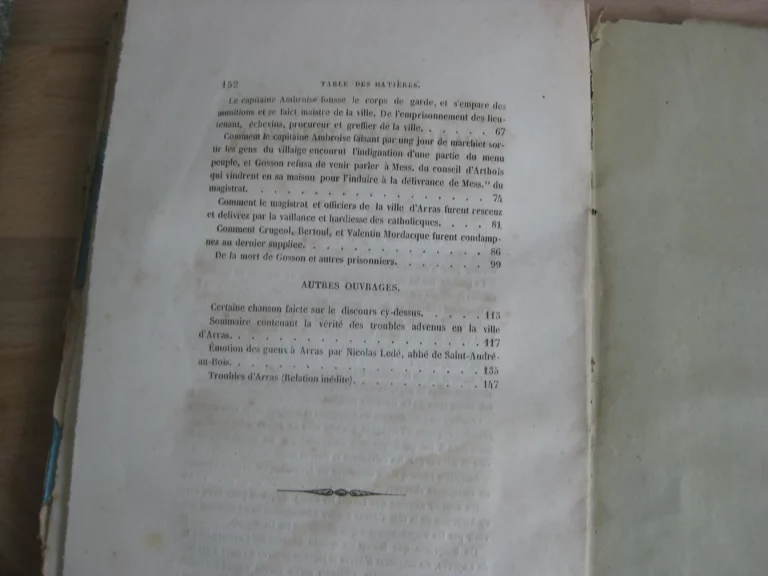 152 TABLE DES MATIÈRES.
Le capitaine Ambroise fonsse le corps de garde, et s'empare des
munitions et se faict maistre de la ville. De l'emprisonnement des lieu-
tenant, échevins, procureur et greffier de la ville. . . . . . 67
Comment le capitaine Ambroise faisant par ung jour de marchiet sor-
tir les gens du villaige encourut l'indignation d'une partie du menu
peuple, et Gosson refusa de venir parler à Mess. du conseil d'Arthois
qui vindrent en sa maison pour l'induire à la délivrance de Mess." du
magistrat. . . . . . . . . . . . . . . . . 74
Comment le magistrat et officiers de la ville d'Arras furent resceuz
et delivrez par la vaillance et hardiesse des catholicques. . . . . 81
Comment Crugeol, Bertoul, et Valentin Mordacque furent condamp-
nés au dernier supplice. . . . . . . . . . . . . 86
De la mort de Gosson et autres prisonniers. . . . . . . 99
AUTRES OUVRAGES.
Certaine chanson faicte sur le discours cy-dessus. . . . . 115
Sommaire contenant la vérité des troubles advenus en la ville
d'Arras. . . . . . . . . . . . . . . . . 117
Émotion des gueux à Arras par Nicolas Ledé, abbé de Saint-André-
au-Bois. . . . . . . . . . . . . . . . . 135
Troubles d'Arras (Relation inédite). . . . . . . . . 147